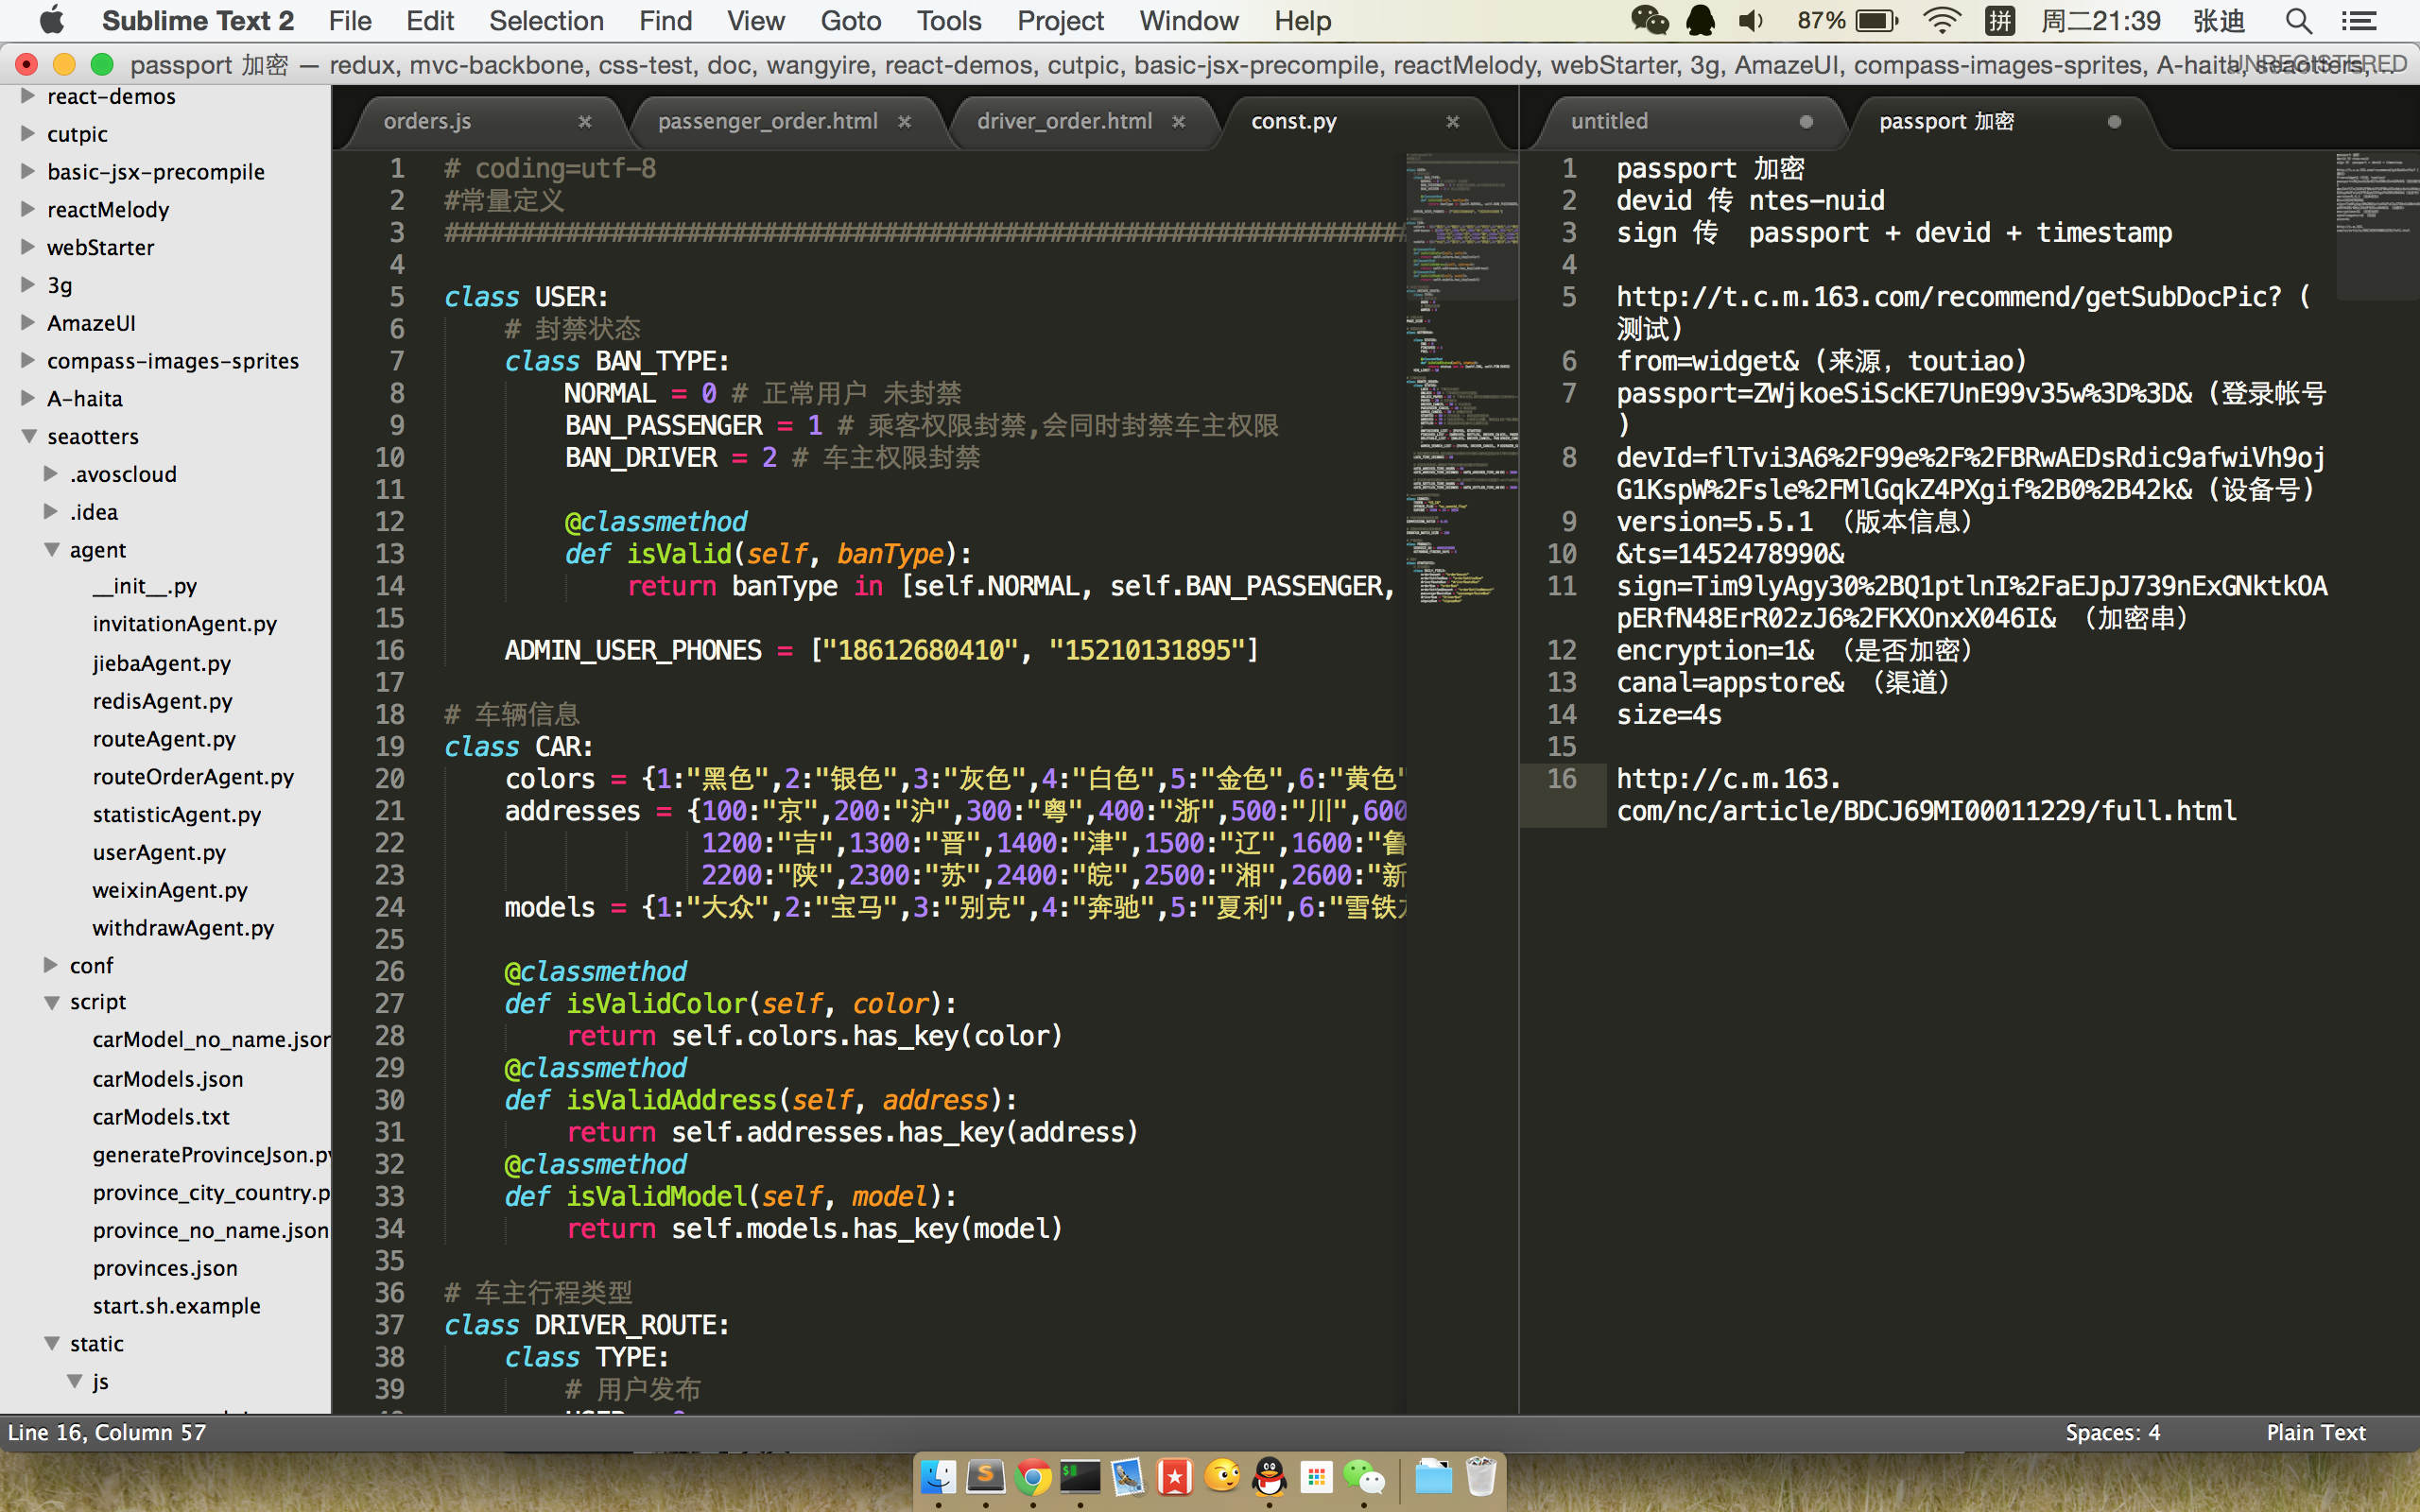 Sublime Text 2 File Edit Selection Find View Goto Tools Project Window Help 87% 拼 周二21:39 张迪
passport 加密 — redux, mvc-backbone, css-test, doc, wangyire, react-demos, cutpic, basic-jsx-precompile, reactMelody, webStarter, 3g, AmazeUI, compass-images-sprites, A-haita, seaotters,...
UNREGISTERED
react-demos
cutpic
basic-jsx-precompile
reactMelody
webStarter
3g
AmazeUI
compass-images-sprites
A-haita
seaotters
.avoscloud
.idea
agent
__init__.py
invitationAgent.py
jiebaAgent.py
redisAgent.py
routeAgent.py
routeOrderAgent.py
statisticAgent.py
userAgent.py
weixinAgent.py
withdrawAgent.py
conf
script
carModel_no_name.json
carModels.json
carModels.txt
generateProvinceJson.py
province_city_country.p
province_no_name.json
provinces.json
start.sh.example
static
js
orders.js × passenger_order.html × driver_order.html × const.py ×
1 # coding=utf-8
2 #常量定义
3 ################################################################
4
5 class USER:
6 # 封禁状态
7 class BAN_TYPE:
8 NORMAL = 0 # 正常用户 未封禁
9 BAN_PASSENGER = 1 # 乘客权限封禁,会同时封禁车主权限
10 BAN_DRIVER = 2 # 车主权限封禁
11
12 @classmethod
13 def isValid(self, banType):
14 return banType in [self.NORMAL, self.BAN_PASSENGER,
15
16 ADMIN_USER_PHONES = ["18612680410", "15210131895"]
17
18 # 车辆信息
19 class CAR:
20 colors = {1:"黑色",2:"银色",3:"灰色",4:"白色",5:"金色",6:"黄色"
21 addresses = {100:"京",200:"沪",300:"粤",400:"浙",500:"川",600
22 1200:"吉",1300:"晋",1400:"津",1500:"辽",1600:"鲁
23 2200:"陕",2300:"苏",2400:"皖",2500:"湘",2600:"新
24 models = {1:"大众",2:"宝马",3:"别克",4:"奔驰",5:"夏利",6:"雪铁
25
26 @classmethod
27 def isValidColor(self, color):
28 return self.colors.has_key(color)
29 @classmethod
30 def isValidAddress(self, address):
31 return self.addresses.has_key(address)
32 @classmethod
33 def isValidModel(self, model):
34 return self.models.has_key(model)
35
36 # 车主行程类型
37 class DRIVER_ROUTE:
38 class TYPE:
39 # 用户发布
untitled passport 加密
1 passport 加密
2 devid 传 ntes-nuid
3 sign 传 passport + devid + timestamp
4
5 http://t.c.m.163.com/recommend/getSubDocPic? (
测试)
6 from=widget& (来源, toutiao)
7 passport=ZWjkoeSiScKE7UnE99v35w%3D%3D& (登录帐号
)
8 devId=flTvi3A6%2F99e%2F%2FBRwAEDsRdic9afwiVh9oj
G1KspW%2Fsle%2FMlGqkZ4PXgif%2B0%2B42k& (设备号)
9 version=5.5.1 （版本信息）
10 &ts=1452478990&
11 sign=Tim9lyAgy30%2BQ1ptlnI%2FaEJpJ739nExGNktkOA
pERfN48ErR02zJ6%2FKXOnxX046I& （加密串）
12 encryption=1& （是否加密）
13 canal=appstore& （渠道）
14 size=4s
15
16 http://c.m.163.
com/nc/article/BDCJ69MI00011229/full.html
Line 16, Column 57 Spaces: 4 Plain Text